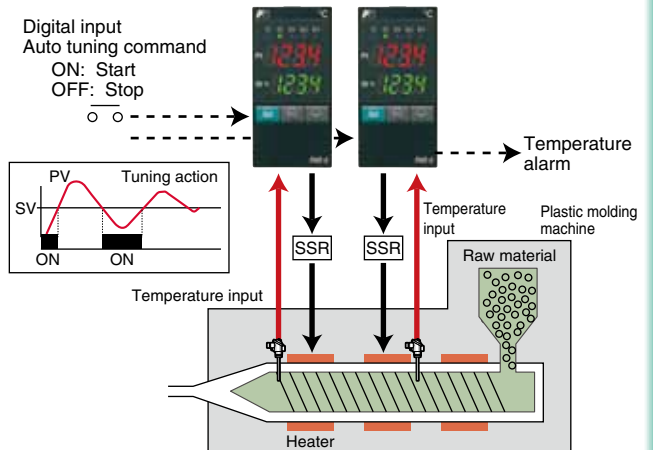 Digital input
Auto tuning command
ON: Start
OFF: Stop
°C
°C
1234
1234
1234
1234
Temperature
alarm
PV
Tuning action
SV
ON
ON
SSR
SSR
Temperature
input
Plastic molding
machine
Raw material
Temperature input
Heater